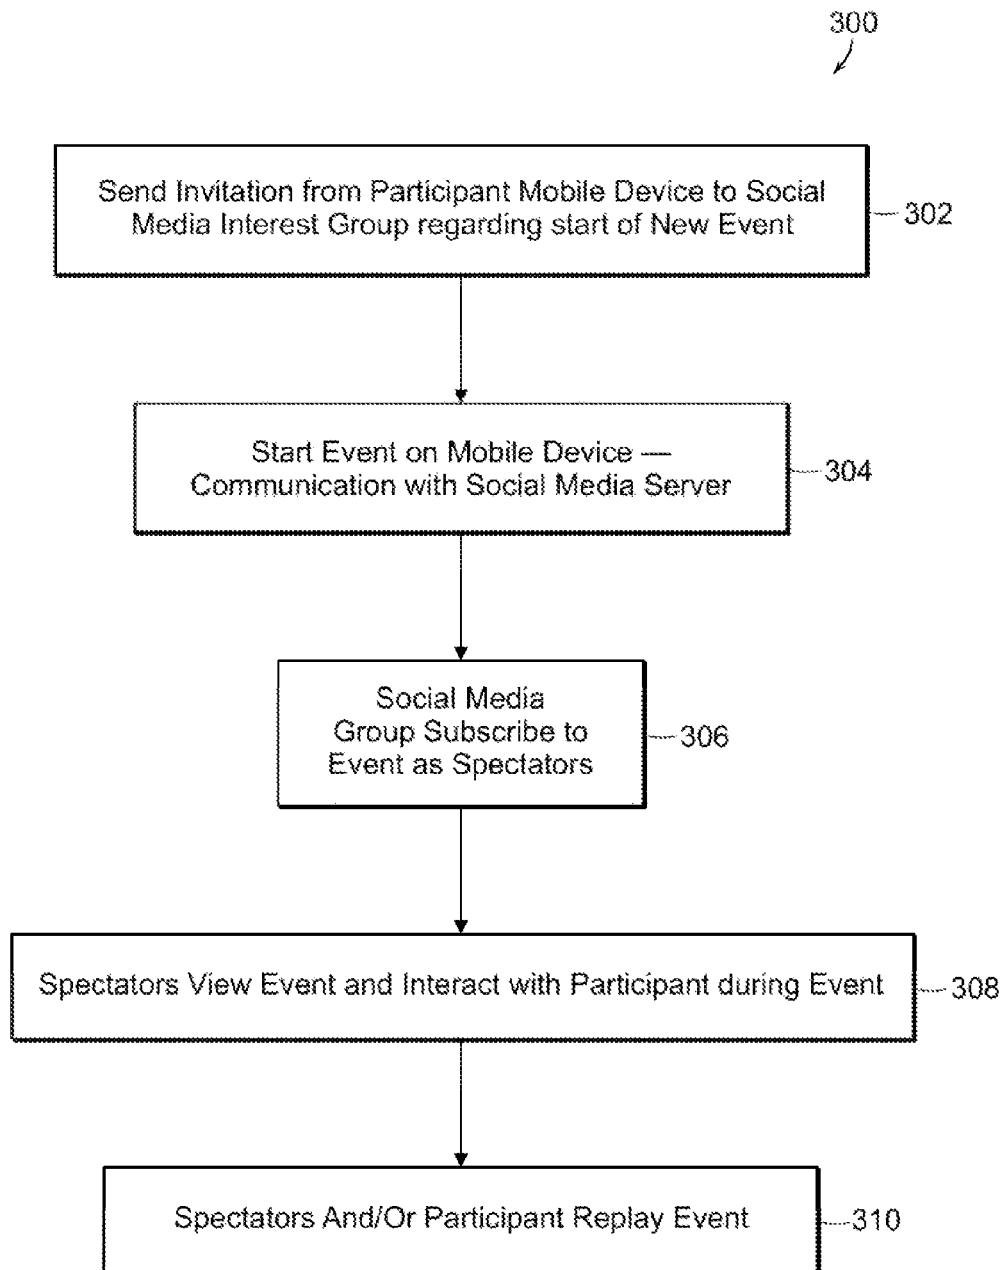 300
Send Invitation from Participant Mobile Device to Social
Media Interest Group regarding start of New Event
302
Start Event on Mobile Device —
Communication with Social Media Server
304
Social Media
Group Subscribe to
Event as Spectators
306
Spectators View Event and Interact with Participant during Event
308
Spectators And/Or Participant Replay Event
310